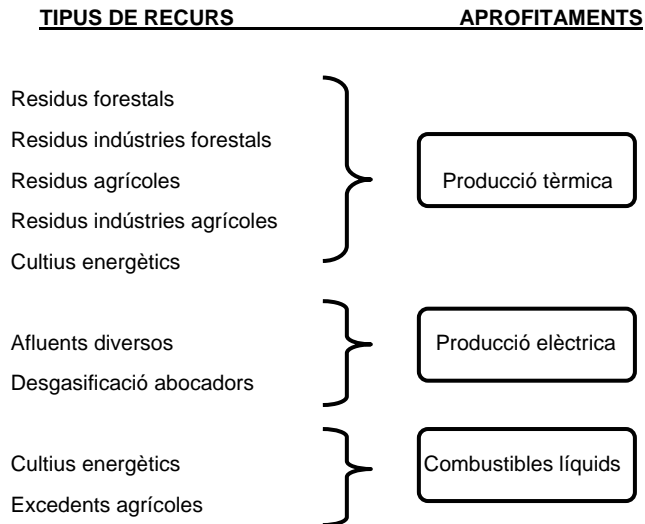 TIPUS DE RECURS APROFITAMENTS
Residus forestals
Residus indústries forestals
Residus agrícoles Producció tèrmica
Residus indústries agrícoles
Cultius energètics
Afluents diversos Producció elèctrica
Desgasificació abocadors
Cultius energètics Combustibles líquids
Excedents agrícoles